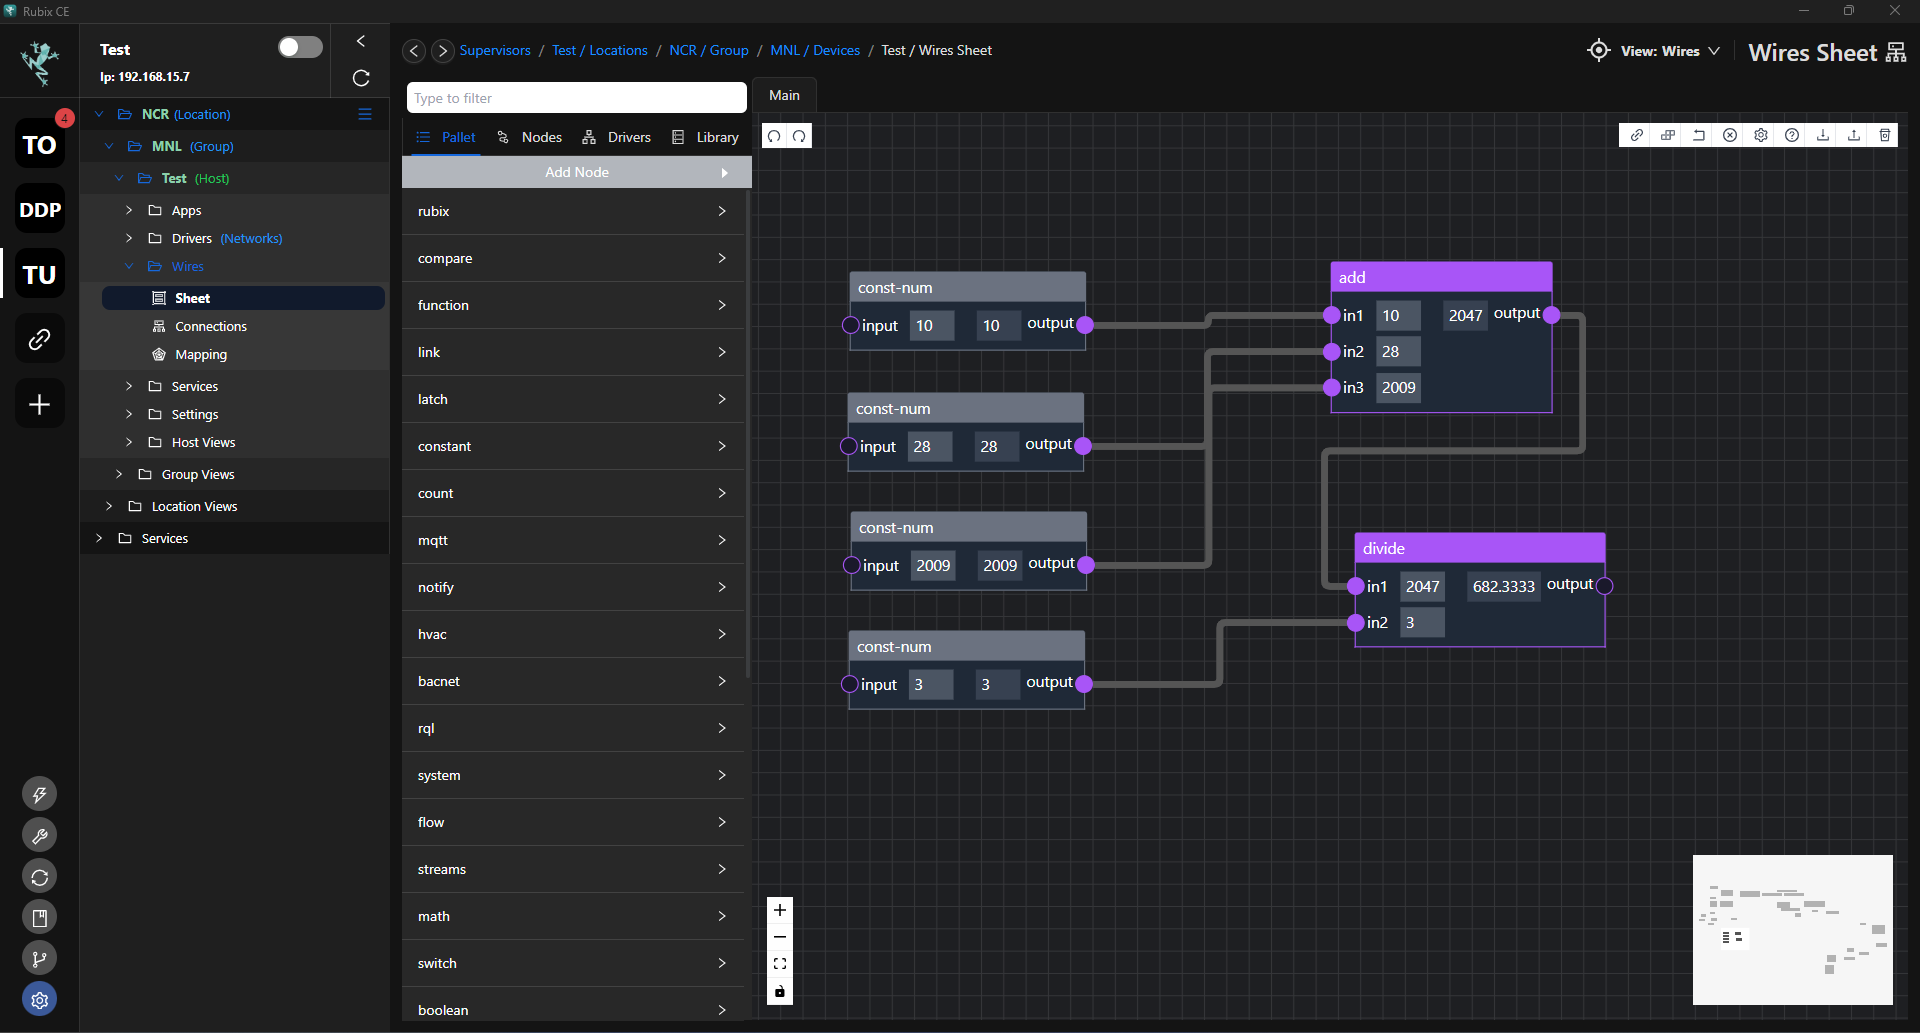 Rubix CE
Test
Ip: 192.168.15.7
TO
4
DDP
TU
NCR (Location)
MNL (Group)
Test (Host)
Apps
Drivers (Networks)
Wires
Sheet
Connections
Mapping
Services
Settings
Host Views
Group Views
Location Views
Services
Supervisors / Test / Locations / NCR / Group / MNL / Devices / Test / Wires Sheet
View: Wires
Wires Sheet
Type to filter
Pallet Nodes Drivers Library
Add Node
rubix
compare
function
link
latch
constant
count
mqtt
notify
hvac
bacnet
rql
system
flow
streams
math
switch
boolean
Main
const-num
input 10 10 output
const-num
input 28 28 output
const-num
input 2009 2009 output
const-num
input 3 3 output
add
in1 10 2047 output
in2 28
in3 2009
divide
in1 2047 682.3333 output
in2 3